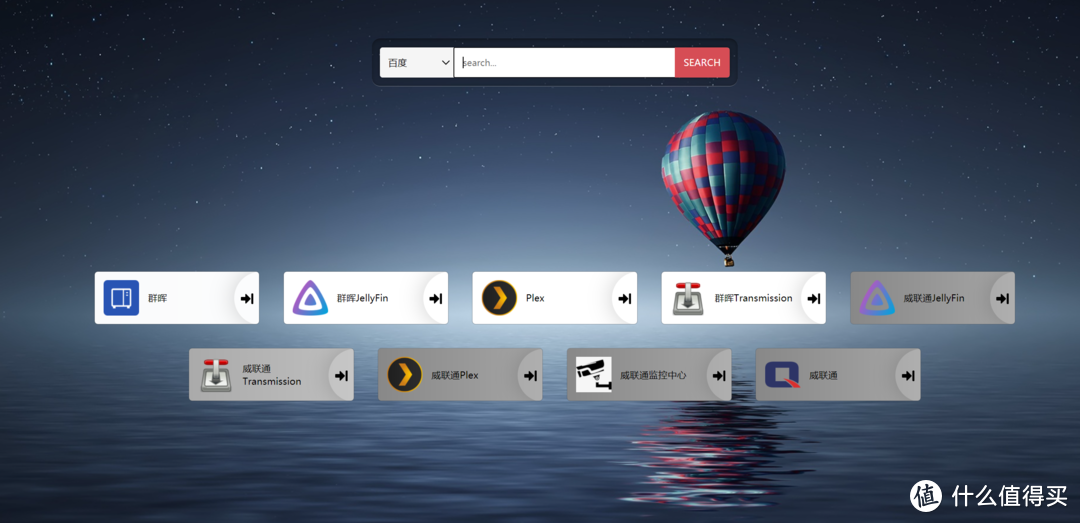 百度
search...
SEARCH
群晖
群晖JellyFin
Plex
群晖Transmission
威联通JellyFin
威联通
Transmission
威联通Plex
威联通监控中心
威联通
值 什么值得买